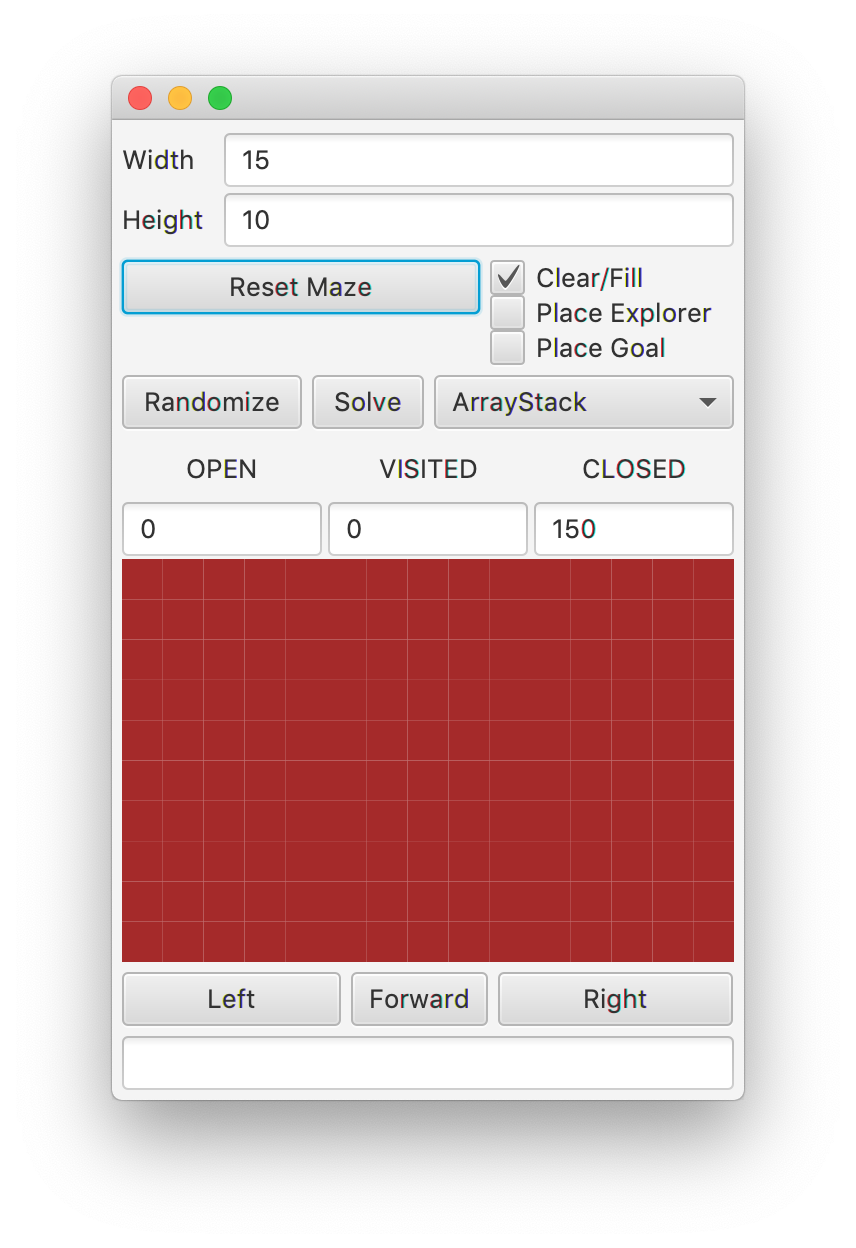 Width 15
Height 10
Reset Maze
Clear/Fill
Place Explorer
Place Goal
Randomize Solve ArrayStack
OPEN VISITED CLOSED
0 0 150
Left Forward Right